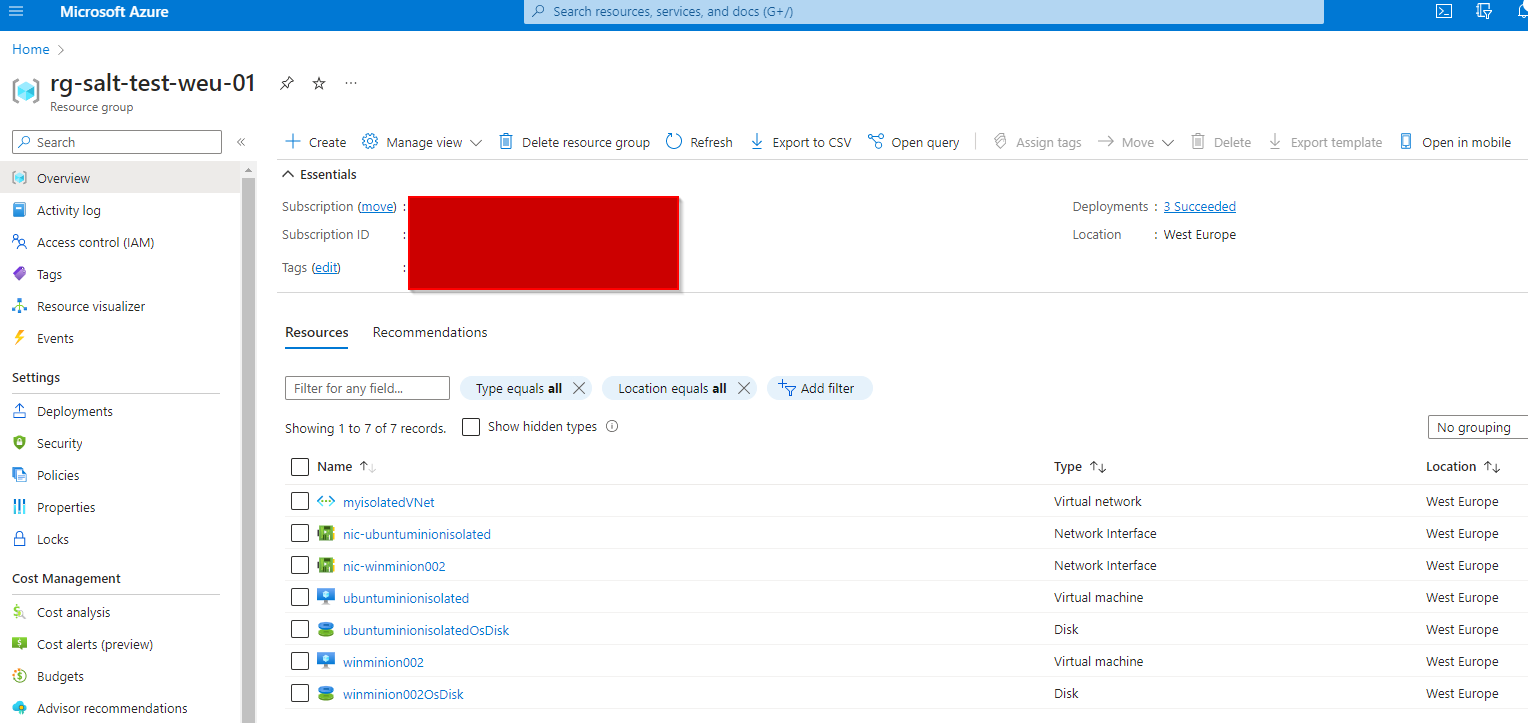 Microsoft Azure
Search resources, services, and docs (G+/)
Home
rg-salt-test-weu-01
Resource group
Search
Create Manage view Delete resource group Refresh Export to CSV Open query Assign tags Move Delete Export template Open in mobile
Overview
Activity log
Access control (IAM)
Tags
Resource visualizer
Events
Settings
Deployments
Security
Policies
Properties
Locks
Cost Management
Cost analysis
Cost alerts (preview)
Budgets
Advisor recommendations
Essentials
Subscription (move) :
Deployments : 3 Succeeded
Subscription ID :
Location : West Europe
Tags (edit) :
Resources Recommendations
Filter for any field... Type equals all Location equals all Add filter
Showing 1 to 7 of 7 records. Show hidden types
No grouping
Name Type Location
myisolatedVNet Virtual network West Europe
nic-ubuntuminionisolated Network Interface West Europe
nic-winminion002 Network Interface West Europe
ubuntuminionisolated Virtual machine West Europe
ubuntuminionisolatedOsDisk Disk West Europe
winminion002 Virtual machine West Europe
winminion002OsDisk Disk West Europe